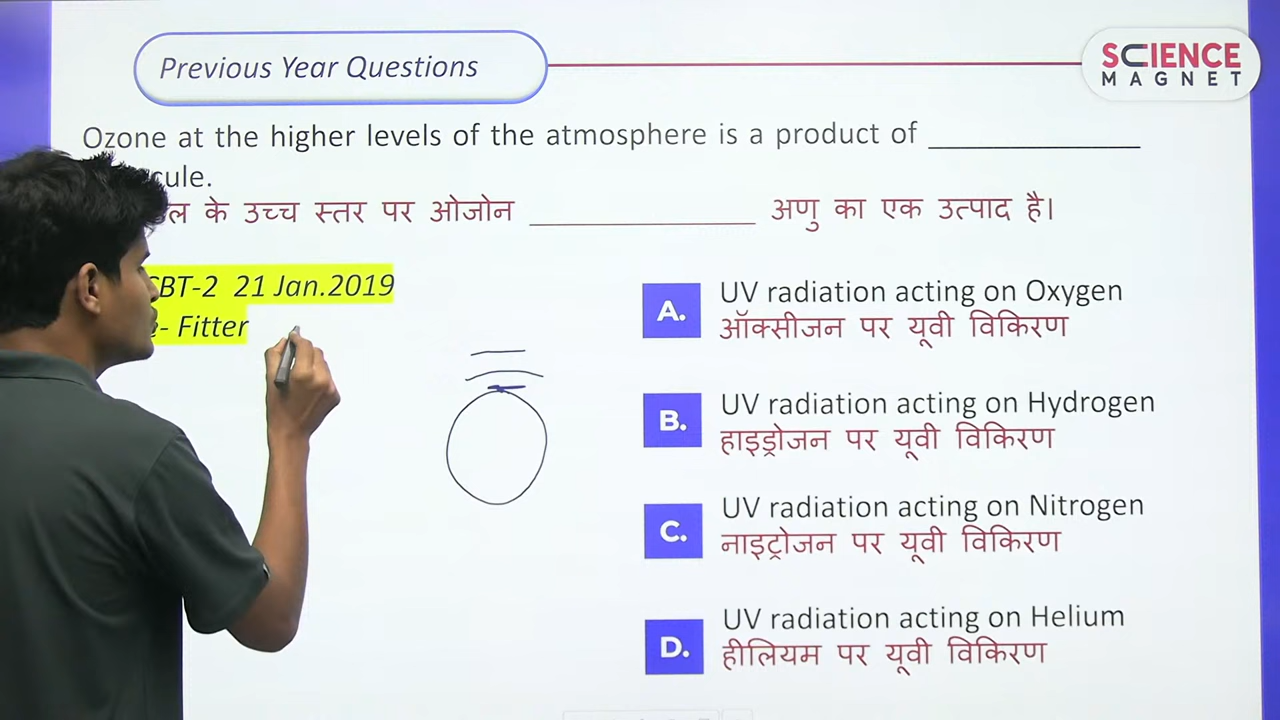 Previous Year Questions
SCIENCE
MAGNET
Ozone at the higher levels of the atmosphere is a product of ____________
के उच्च स्तर पर ओजोन ____________ अणु का एक उत्पाद है।
CBT-2 21 Jan.2019
- Fitter
A.
UV radiation acting on Oxygen
ऑक्सीजन पर यूवी विकिरण
B.
UV radiation acting on Hydrogen
हाइड्रोजन पर यूवी विकिरण
C.
UV radiation acting on Nitrogen
नाइट्रोजन पर यूवी विकिरण
D.
UV radiation acting on Helium
हीलियम पर यूवी विकिरण